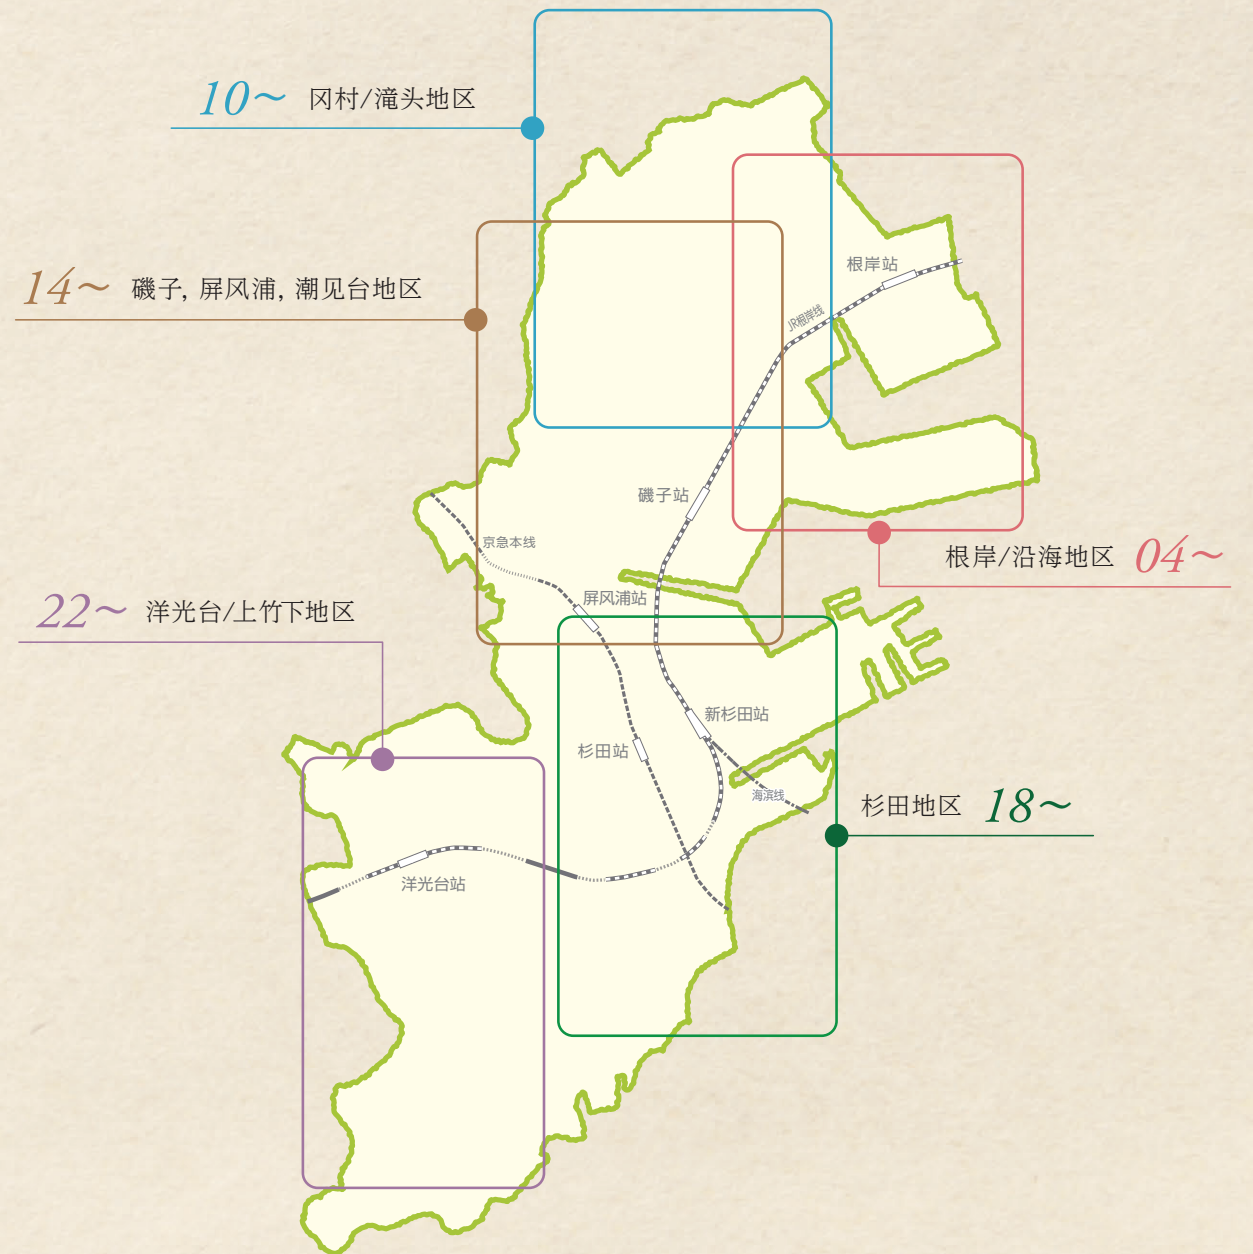 10～ 冈村/滝头地区
根岸站
14～ 磯子, 屏风浦, 潮见台地区
JR根岸线
磯子站
京急本线
根岸/沿海地区 04～
屏风浦站
22～ 洋光台/上竹下地区
新杉田站
杉田站
海滨线
杉田地区 18～
洋光台站